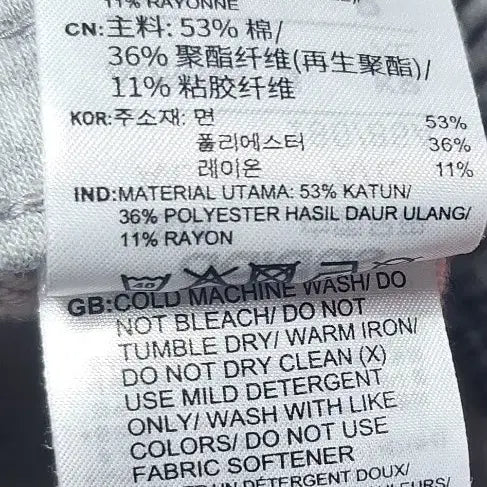 11% RAYONNE
CN:主料: 53% 棉/
36% 聚酯纤维(再生聚酯)/
11% 粘胶纤维
KOR:주소재: 면 53%
폴리에스터 36%
레이온 11%
IND:MATERIAL UTAMA: 53% KATUN/
36% POLYESTER HASIL DAUR ULANG/
11% RAYON
40
GB:COLD MACHINE WASH/ DO
NOT BLEACH/ DO NOT
TUMBLE DRY/ WARM IRON/
DO NOT DRY CLEAN (X)
USE MILD DETERGENT
ONLY/ WASH WITH LIKE
COLORS/ DO NOT USE
FABRIC SOFTENER
UN DÉTERGENT DOUX/